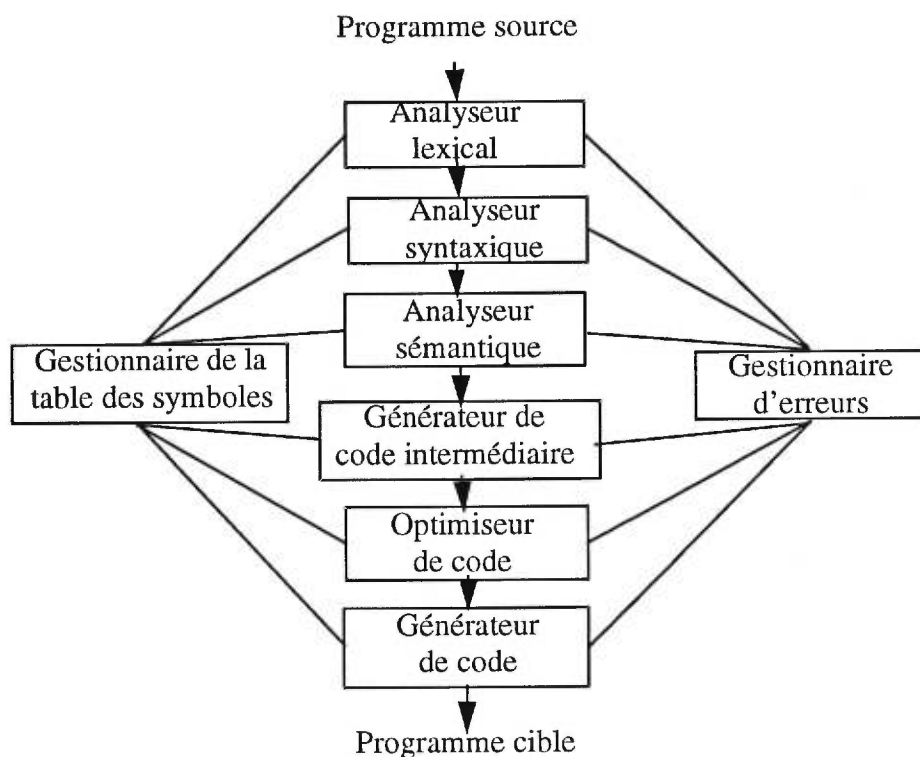 Programme source
Analyseur
lexical
Analyseur
syntaxique
Analyseur
sémantique
Gestionnaire de la
table des symboles
Gestionnaire
d'erreurs
Générateur de
code intermédiaire
Optimiseur
de code
Générateur
de code
Programme cible